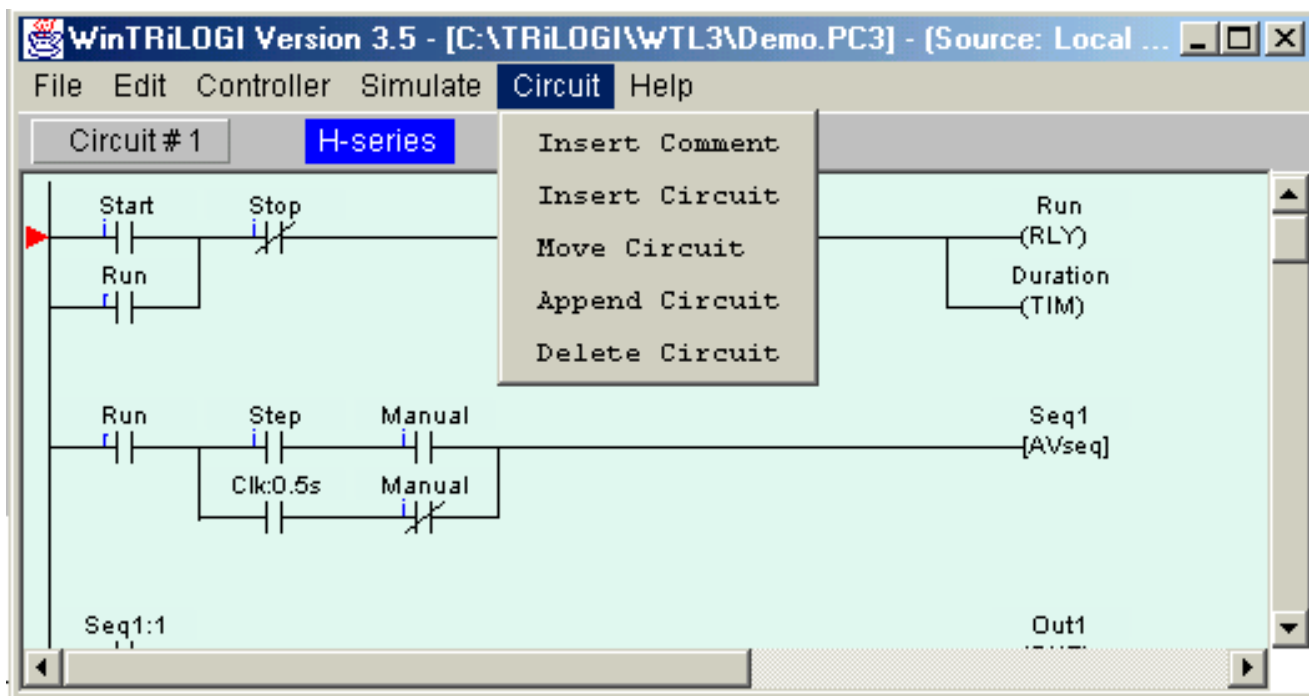 WinTRiLOGI Version 3.5 - [C:\TRiLOGI\WTL3\Demo.PC3] - (Source: Local ...
File Edit Controller Simulate Circuit Help
Circuit # 1 H-series
Insert Comment
Insert Circuit
Move Circuit
Append Circuit
Delete Circuit
Start Stop Run
i i (RLY)
Run Duration
r (TIM)
Run Step Manual Seq1
r i i [AVseq]
Clk:0.5s Manual
i
Seq1:1 Out1